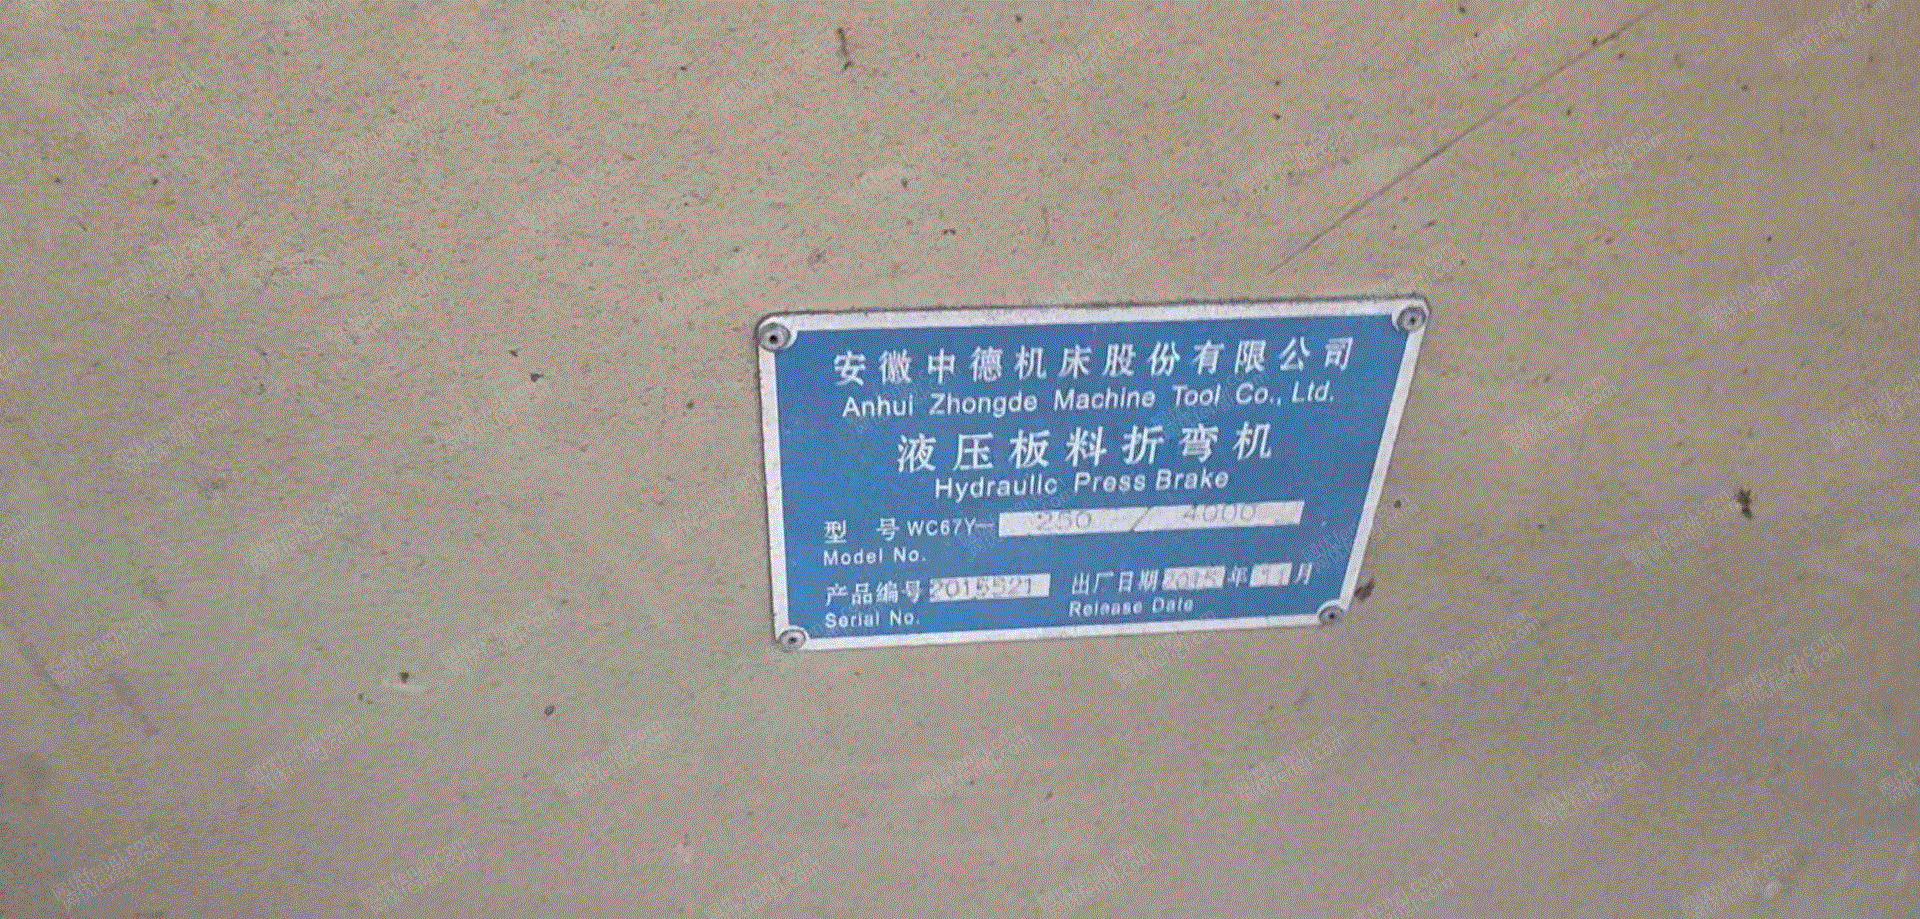 安徽中德机床股份有限公司
Anhui Zhongde Machine Tool Co., Ltd.
液压板料折弯机
Hydraulic Press Brake
型 号 WC67Y— 250 / 4000
Model No.
产品编号 2015521 出厂日期 2015 年 11 月
Serial No. Release Date